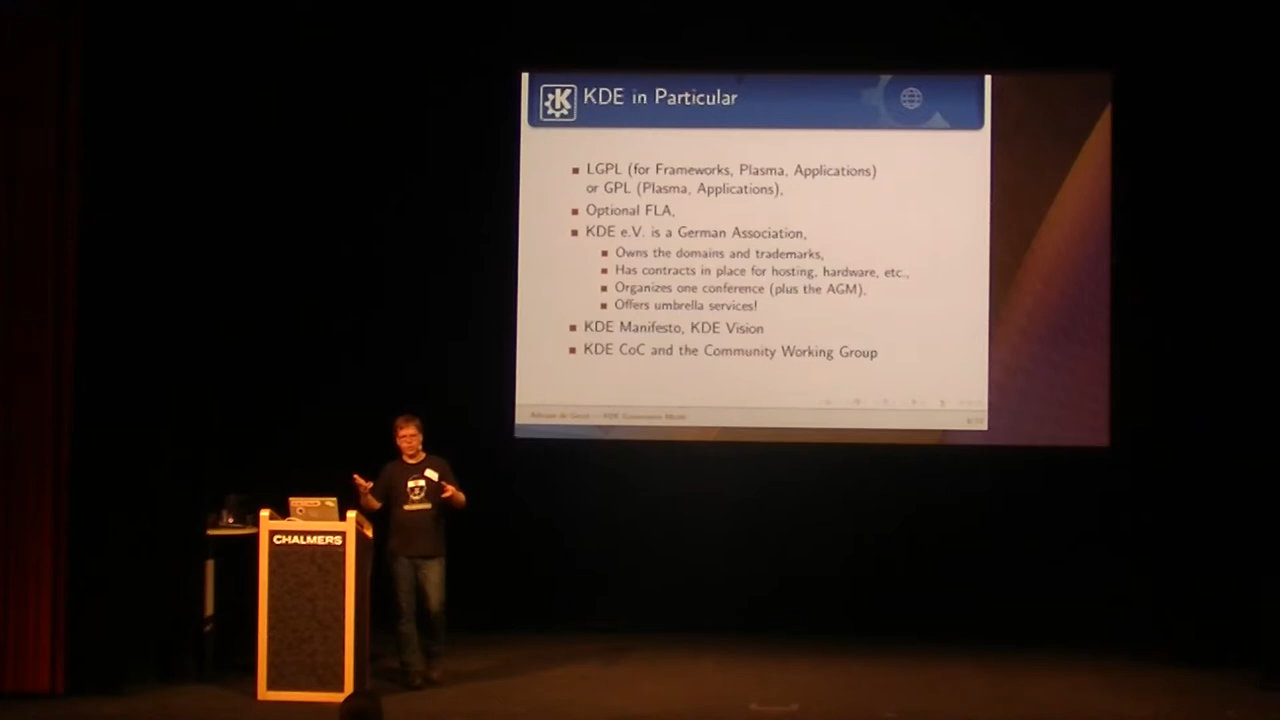 KDE in Particular
LGPL (for Frameworks, Plasma, Applications)
or GPL (Plasma, Applications),
Optional FLA,
KDE e.V. is a German Association,
Owns the domains and trademarks,
Has contracts in place for hosting, hardware, etc.,
Organizes one conference (plus the AGM),
Offers umbrella services!
KDE Manifesto, KDE Vision
KDE CoC and the Community Working Group
CHALMERS